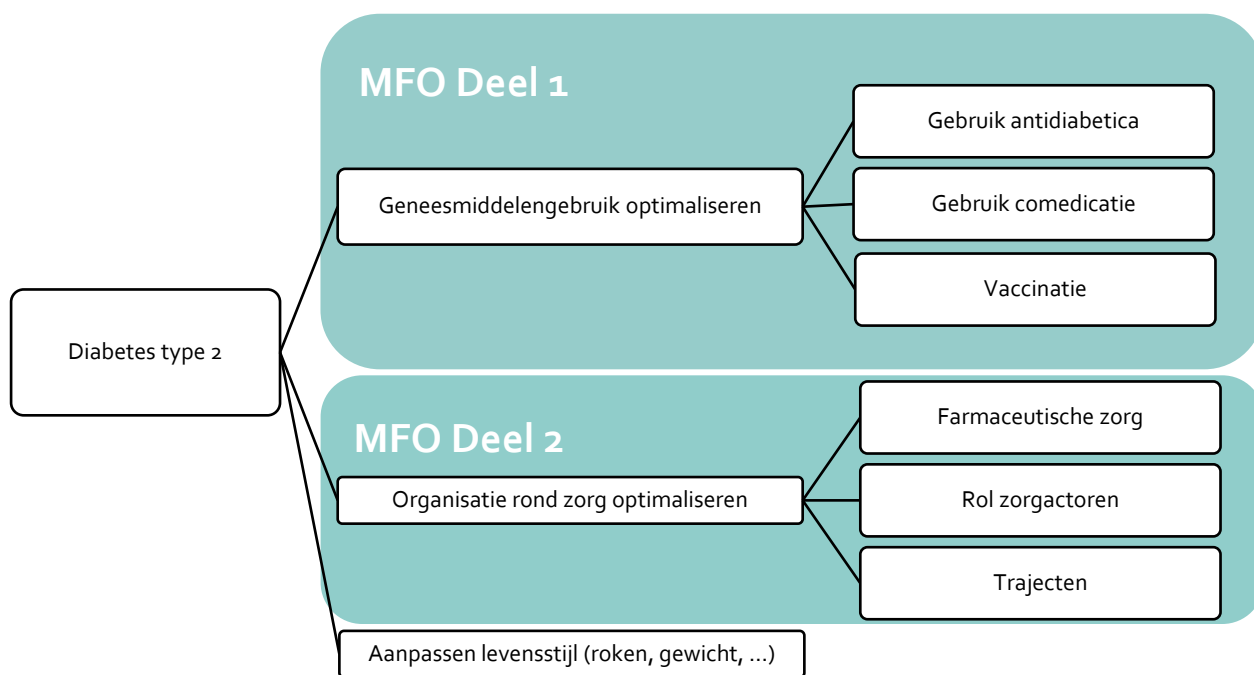 MFO Deel 1
Gebruik antidiabetica
Geneesmiddelengebruik optimaliseren
Gebruik comedicatie
Vaccinatie
Diabetes type 2
MFO Deel 2
Farmaceutische zorg
Organisatie rond zorg optimaliseren
Rol zorgactoren
Trajecten
Aanpassen levensstijl (roken, gewicht, ...)